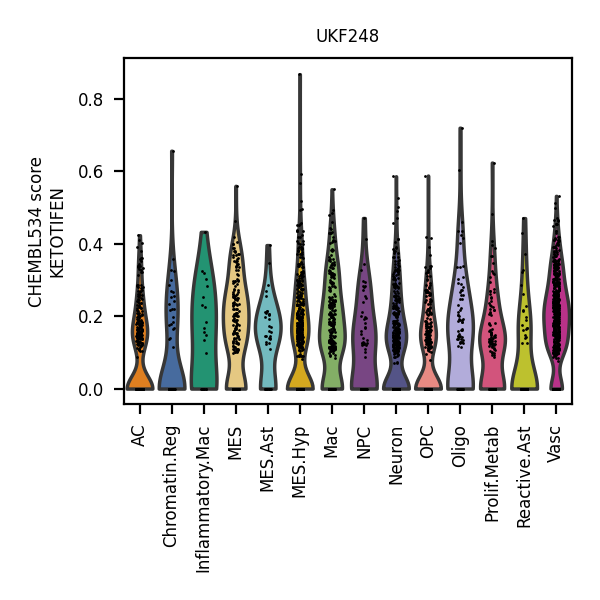 UKF248
CHEMBL534 score
KETOTIFEN
0.8
0.6
0.4
0.2
0.0
AC
Chromatin.Reg
Inflammatory.Mac
MES
MES.Ast
MES.Hyp
Mac
NPC
Neuron
OPC
Oligo
Prolif.Metab
Reactive.Ast
Vasc